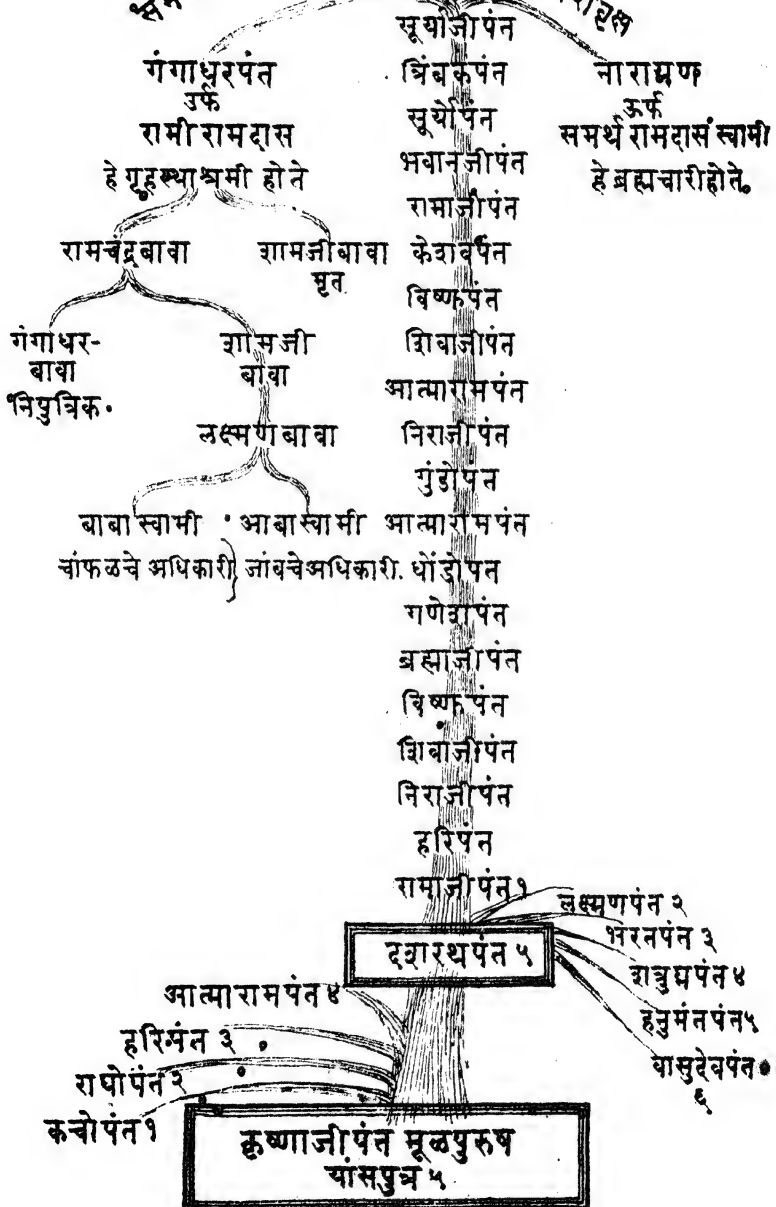 सूर्याजीपंत
गंगाधरपंत
उर्फ
रामी रामदास
हे गृहस्थाश्रमी होते
त्रिंबकपंत
सूर्योपंत
भवानजीपंत
रामाजीपंत
नारायण
ऊर्फ
समर्थ रामदास स्वामी
हे ब्रह्मचारी होते.
रामचंद्रबावा
शामजीबावा
मृत
केशवपंत
विष्णपंत
गंगाधर-
बावा
निपुत्रिक.
शामजी
बावा
शिवाजीपंत
आत्मारामपंत
लक्ष्मणबावा
निराजीपंत
गुंडोपंत
बाबास्वामी
आबास्वामी
आत्मारामपंत
चांफळचे अधिकारी
जांबचे अधिकारी.
धोंडोपंत
गणेशपंत
ब्रह्माजीपंत
विष्णपंत
शिवाजीपंत
निराजीपंत
हरिपंत
रामाजीपंत १
लक्ष्मणपंत २
भरतपंत ३
दशरथपंत ५
शत्रुघ्नपंत ४
हनुमंतपंत ५
वासुदेवपंत
६
आत्मारामपंत ४
हरिपंत ३
राघोपंत २
कचोपंत १
कृष्णाजीपंत मूळपुरुष
यांसपुत्र ५